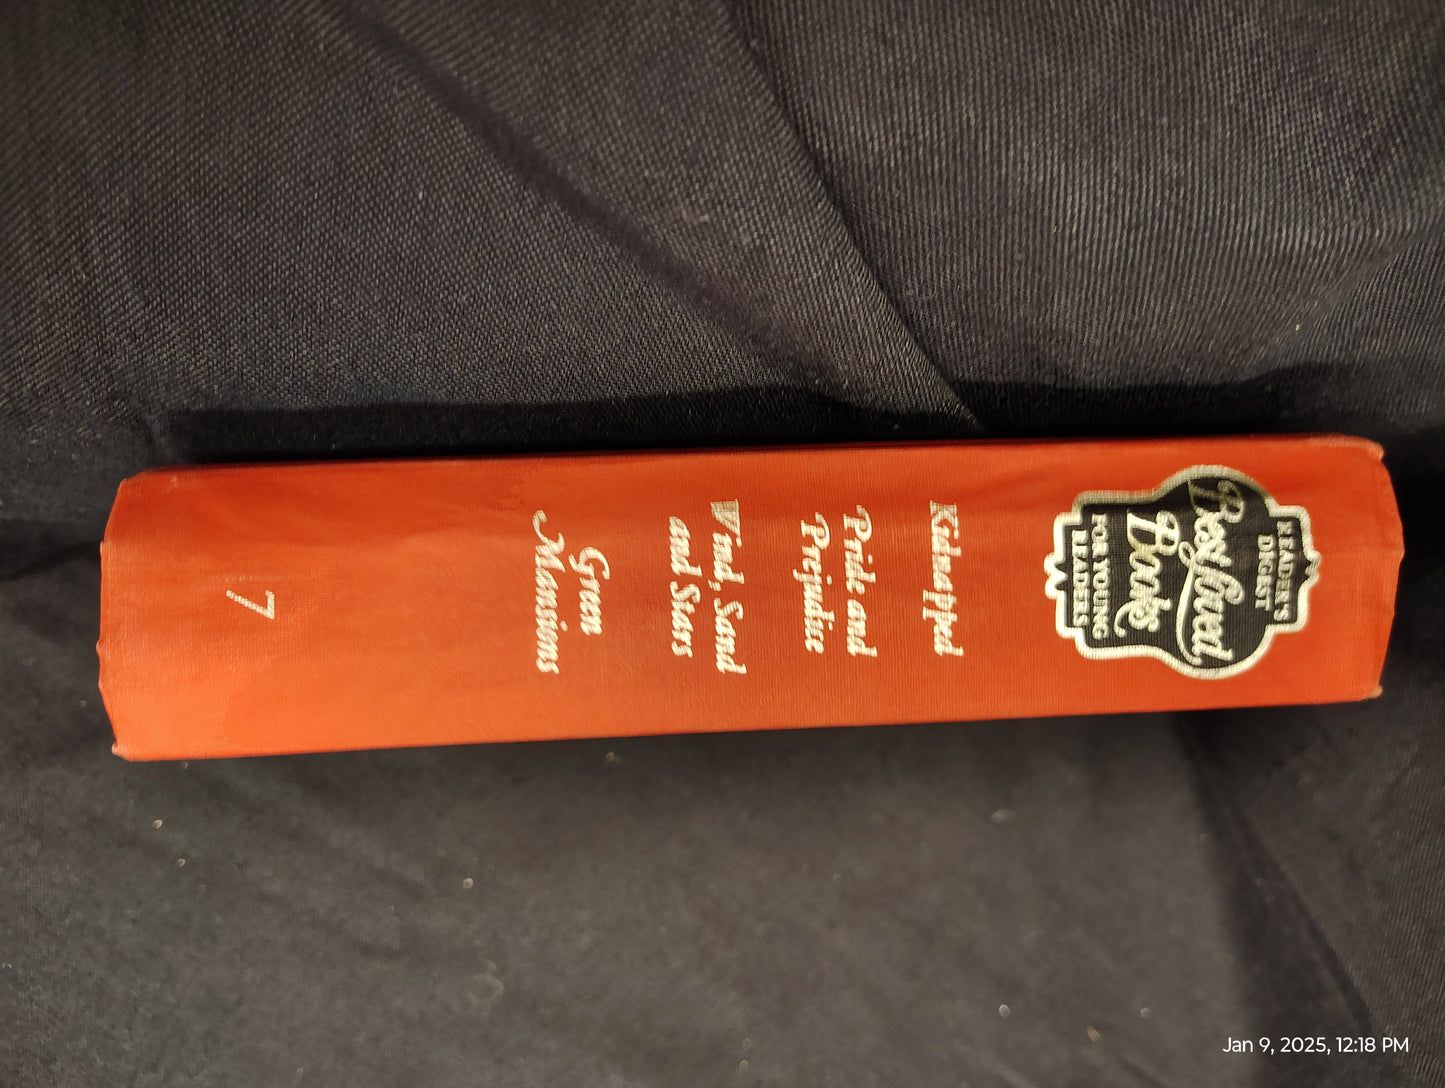 READER'S
DIGEST
Best Loved
Books
FOR YOUNG
READERS
Kidnapped
Pride and
Prejudice
Wind, Sand
and Stars
Green
Mansions
7
Jan 9, 2025, 12:18 PM